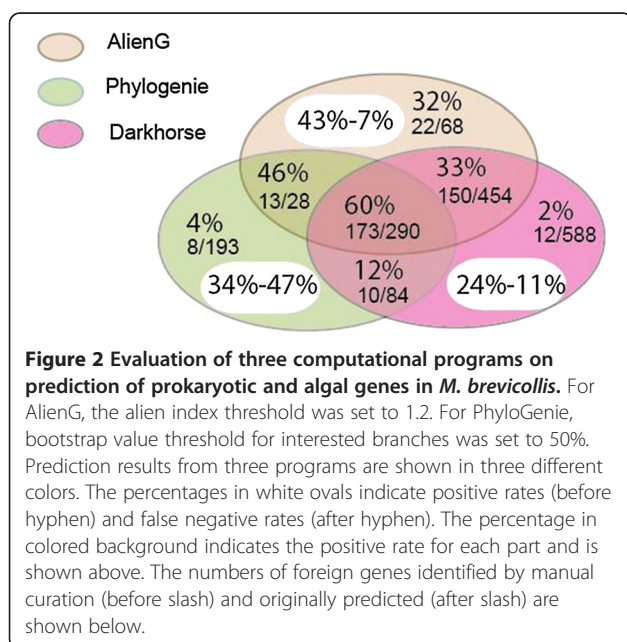 AlienG
Phylogenie
Darkhorse
43%-7%
32%
22/68
46%
13/28
33%
150/454
60%
173/290
4%
8/193
2%
12/588
12%
10/84
34%-47%
24%-11%
Figure 2 Evaluation of three computational programs on
prediction of prokaryotic and algal genes in M. brevicollis. For
AlienG, the alien index threshold was set to 1.2. For PhyloGenie,
bootstrap value threshold for interested branches was set to 50%.
Prediction results from three programs are shown in three different
colors. The percentages in white ovals indicate positive rates (before
hyphen) and false negative rates (after hyphen). The percentage in
colored background indicates the positive rate for each part and is
shown above. The numbers of foreign genes identified by manual
curation (before slash) and originally predicted (after slash) are
shown below.